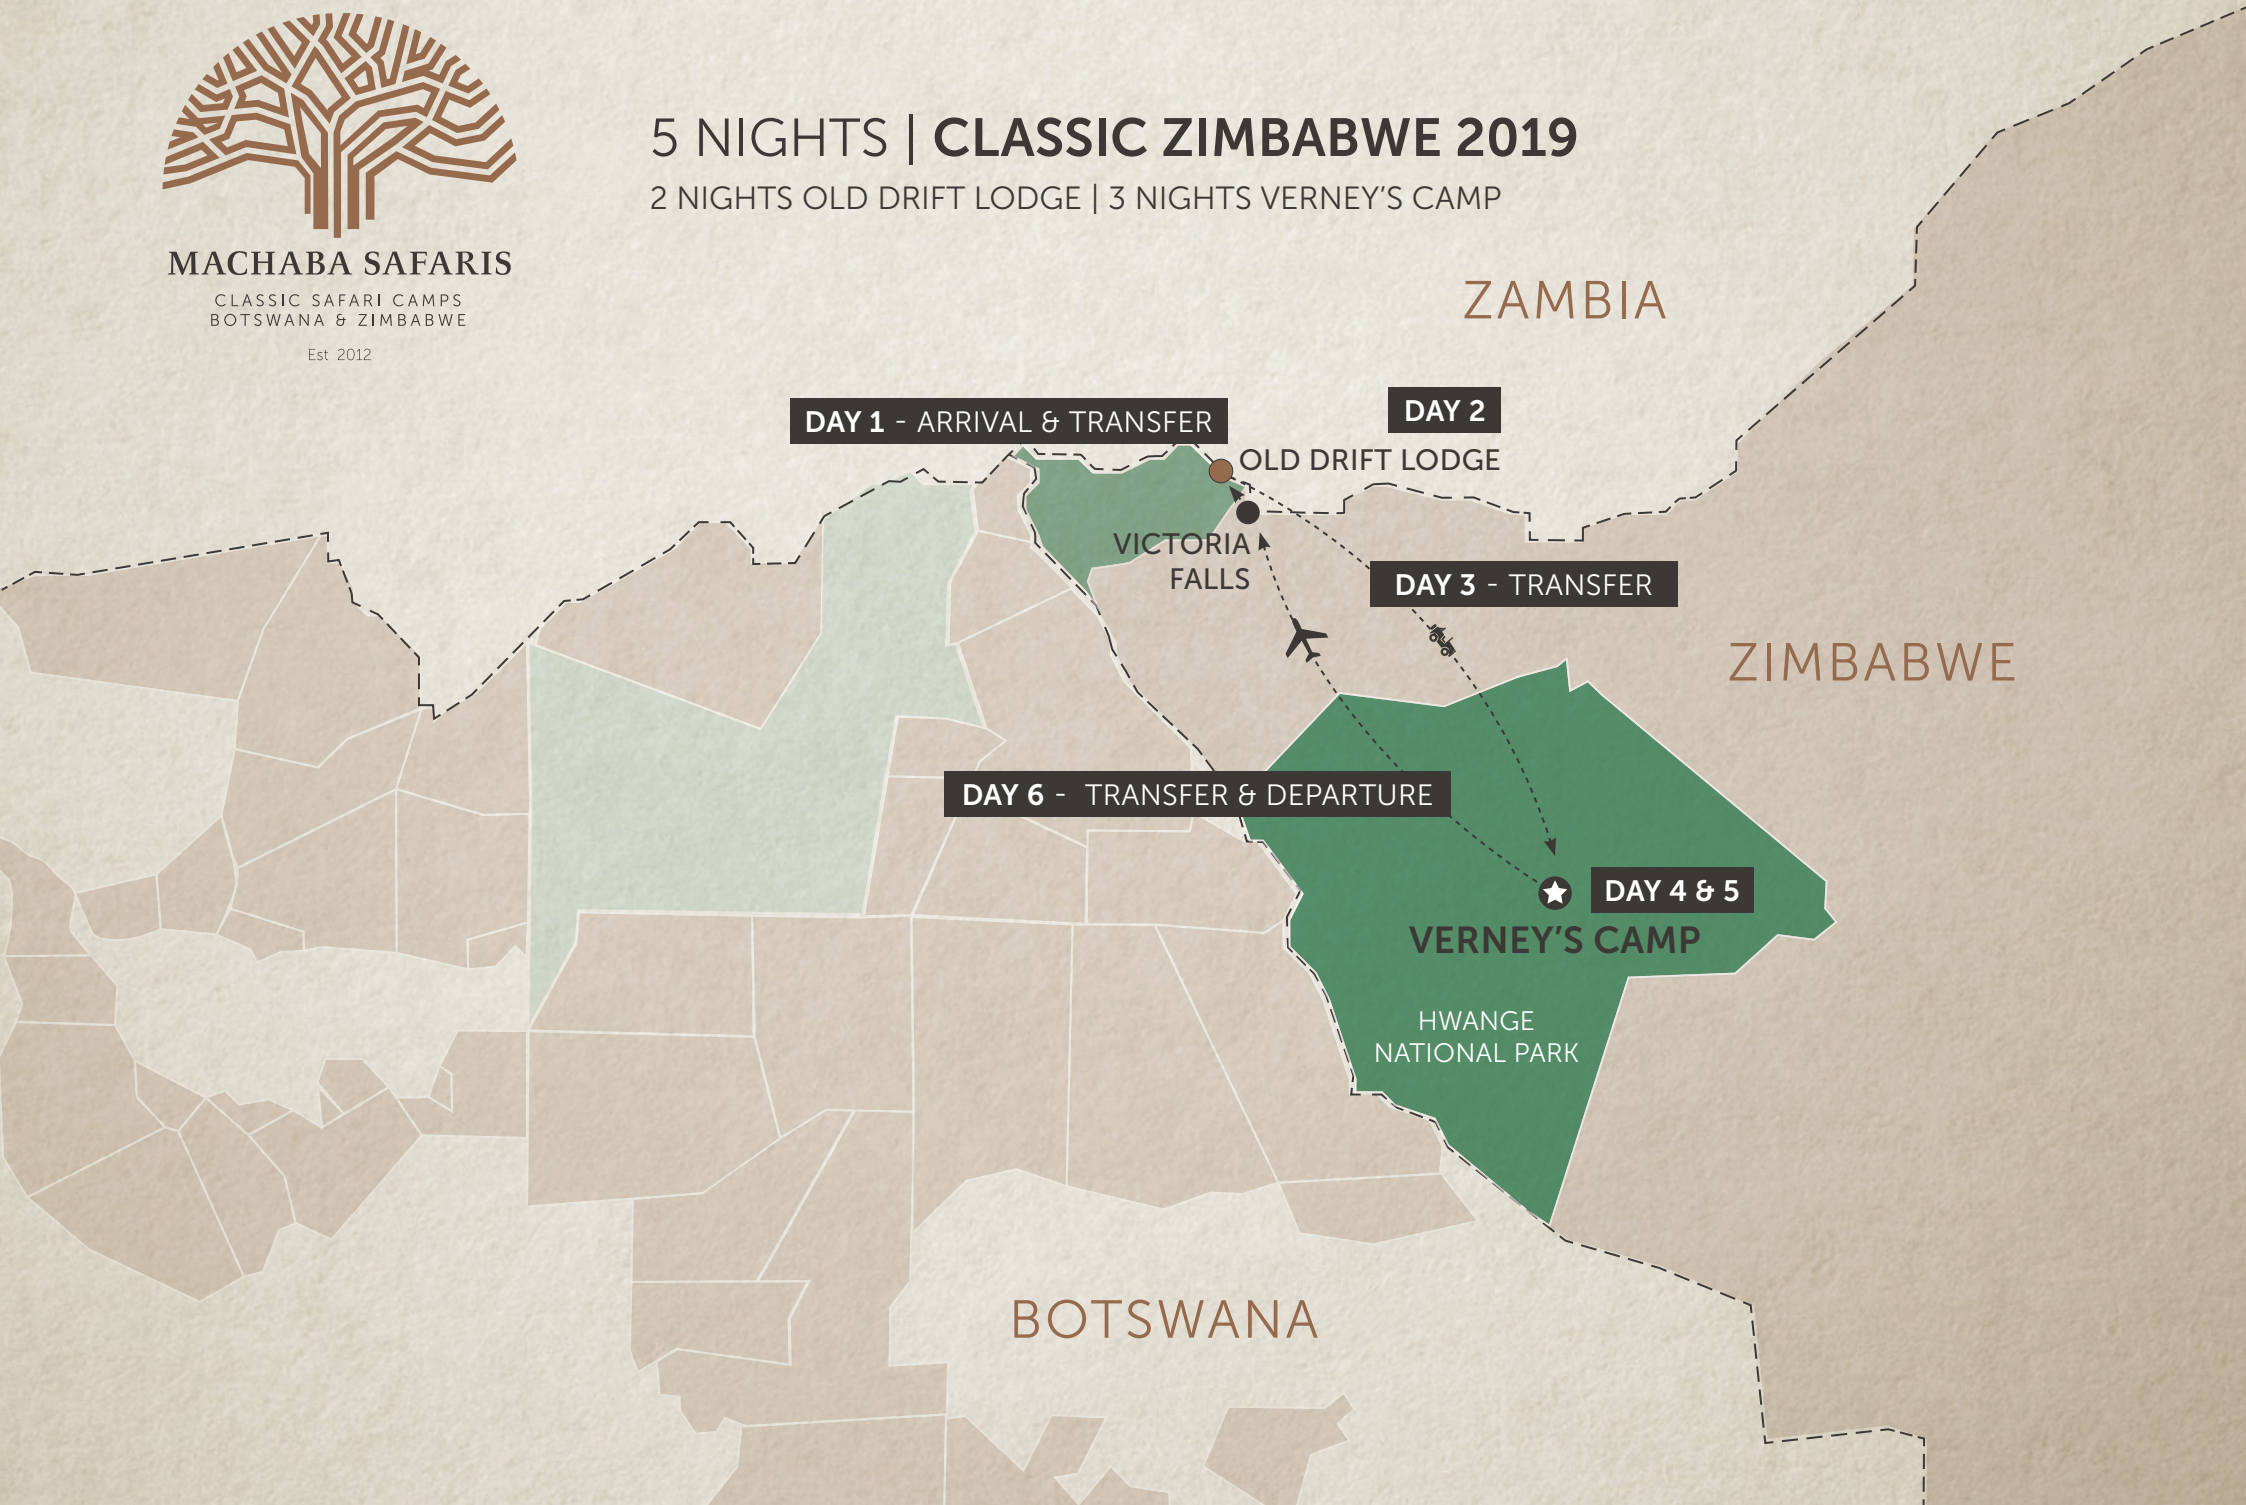 MACHABA SAFARIS
CLASSIC SAFARI CAMPS
BOTSWANA & ZIMBABWE
Est 2012
5 NIGHTS | CLASSIC ZIMBABWE 2019
2 NIGHTS OLD DRIFT LODGE | 3 NIGHTS VERNEY'S CAMP
ZAMBIA
DAY 1 - ARRIVAL & TRANSFER
DAY 2
OLD DRIFT LODGE
VICTORIA
FALLS
DAY 3 - TRANSFER
ZIMBABWE
DAY 6 - TRANSFER & DEPARTURE
DAY 4 & 5
VERNEY'S CAMP
HWANGE
NATIONAL PARK
BOTSWANA